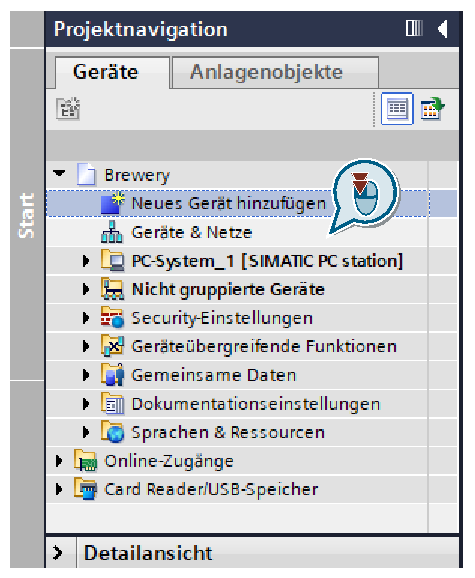 Projektnavigation
Geräte Anlagenobjekte
Start
Brewery
Neues Gerät hinzufügen
Geräte & Netze
PC-System_1 [SIMATIC PC station]
Nicht gruppierte Geräte
Security-Einstellungen
Geräteübergreifende Funktionen
Gemeinsame Daten
Dokumentationseinstellungen
Sprachen & Ressourcen
Online-Zugänge
Card Reader/USB-Speicher
Detailansicht